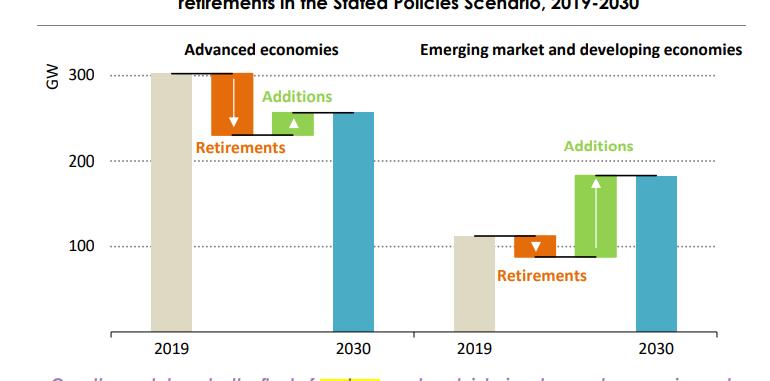 retirements in the Stated Policies Scenario, 2019-2030
Advanced economies
Emerging market and developing economies
GW
300
200
100
Additions
Retirements
Additions
Retirements
2019
2030
2019
2030